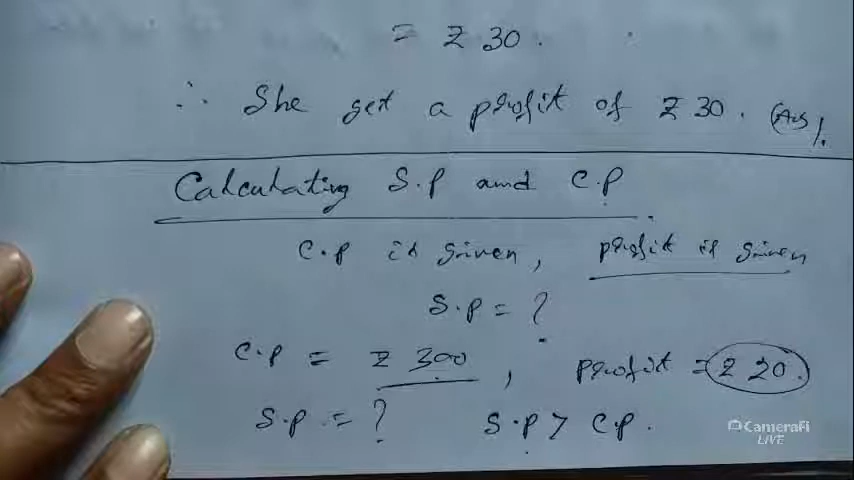 = ₹ 30.
∴ She get a profit of ₹ 30. (Ans).
Calculating S.P and C.P
C.P is given, profit is given
S.P = ?
C.P = ₹ 300, profit = ₹ 20.
S.P. = ? S.P > C.P.
CameraFi
LIVE